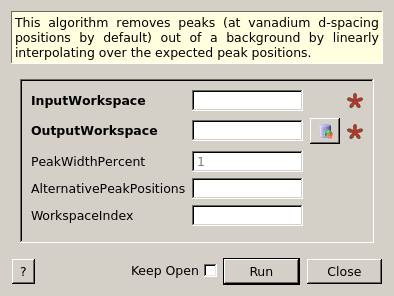 This algorithm removes peaks (at vanadium d-spacing
positions by default) out of a background by linearly
interpolating over the expected peak positions.
InputWorkspace
OutputWorkspace
PeakWidthPercent 1
AlternativePeakPositions
WorkspaceIndex
? Keep Open Run Close